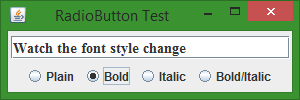 RadioButton Test
Watch the font style change
Plain Bold Italic Bold/Italic